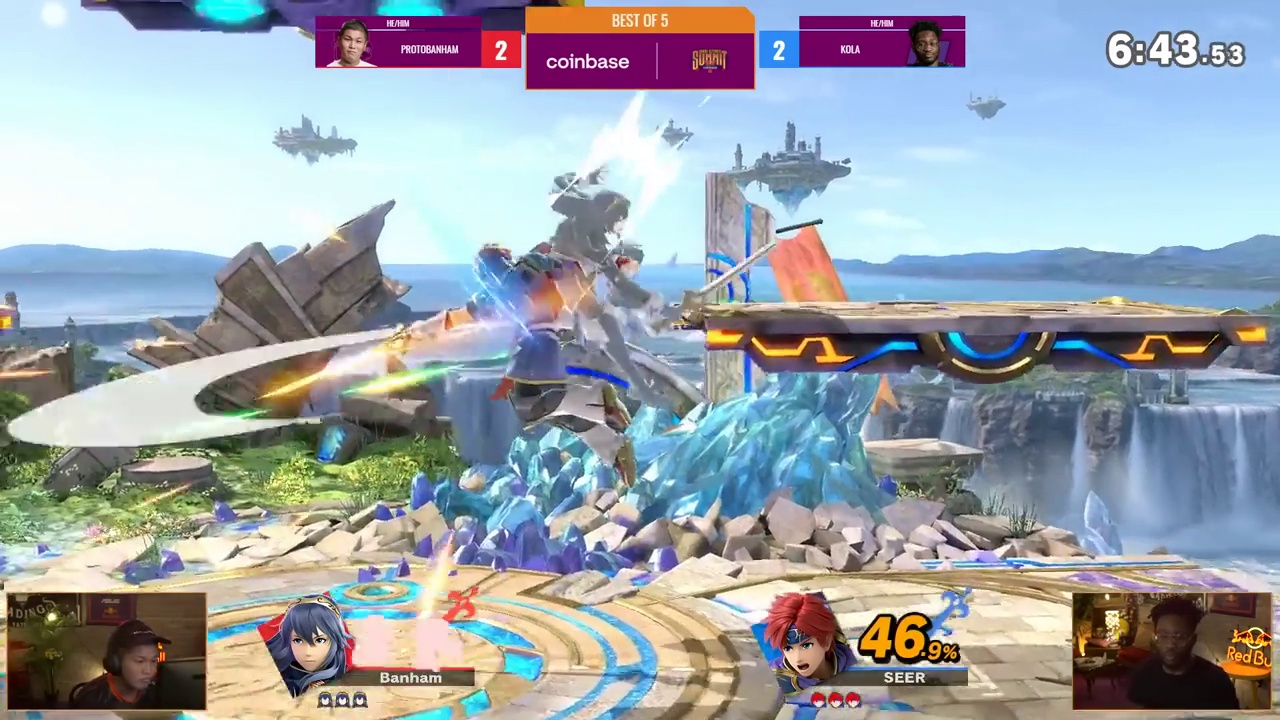 HE/HIM
PROTOBANHAM
2
BEST OF 5
coinbase
SUMMIT
2
HE/HIM
KOLA
6:43.53
Banham
46.9%
SEER
Red Bu